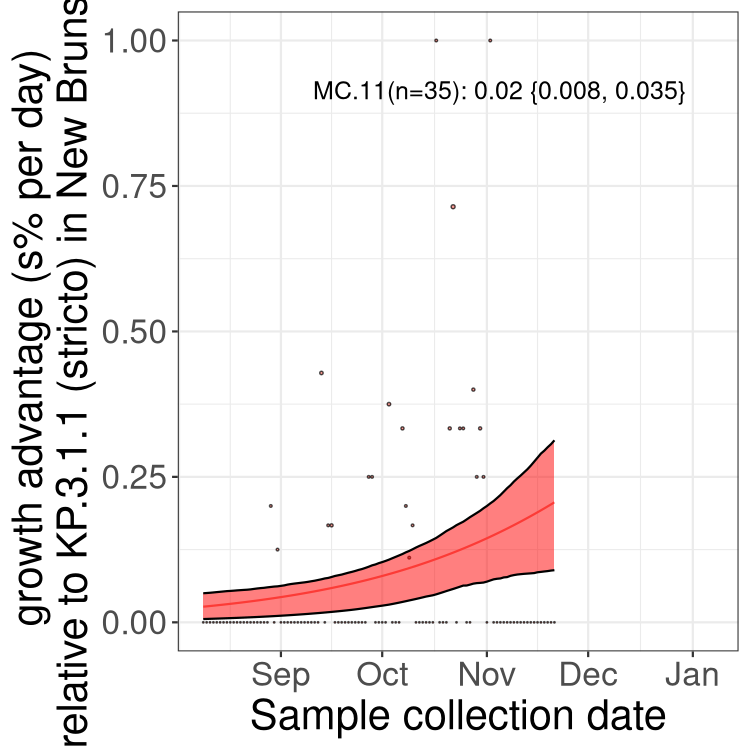 growth advantage (s% per day)
relative to KP.3.1.1 (stricto) in New Bruns
1.00
0.75
0.50
0.25
0.00
MC.11(n=35): 0.02 {0.008, 0.035}
Sep Oct Nov Dec Jan
Sample collection date